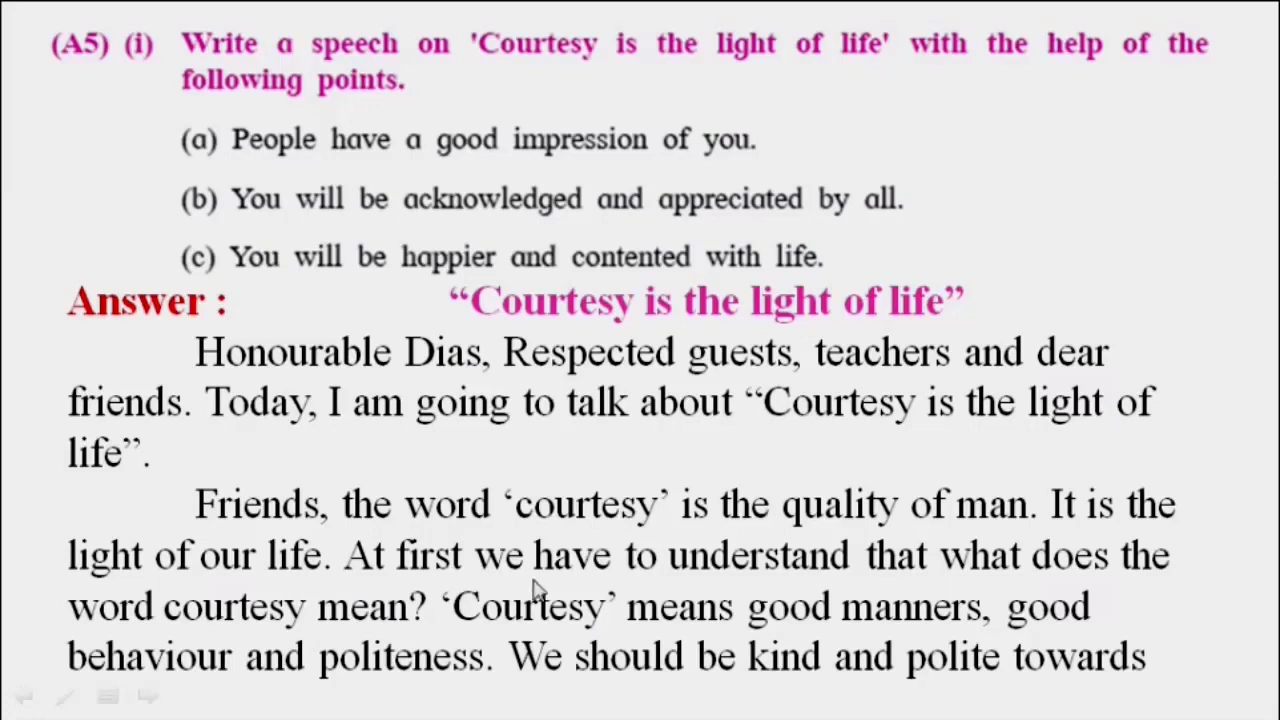 (A5) (i) Write a speech on 'Courtesy is the light of life' with the help of the
following points.
(a) People have a good impression of you.
(b) You will be acknowledged and appreciated by all.
(c) You will be happier and contented with life.
Answer : “Courtesy is the light of life”
Honourable Dias, Respected guests, teachers and dear
friends. Today, I am going to talk about “Courtesy is the light of
life”.
Friends, the word ‘courtesy’ is the quality of man. It is the
light of our life. At first we have to understand that what does the
word courtesy mean? ‘Courtesy’ means good manners, good
behaviour and politeness. We should be kind and polite towards